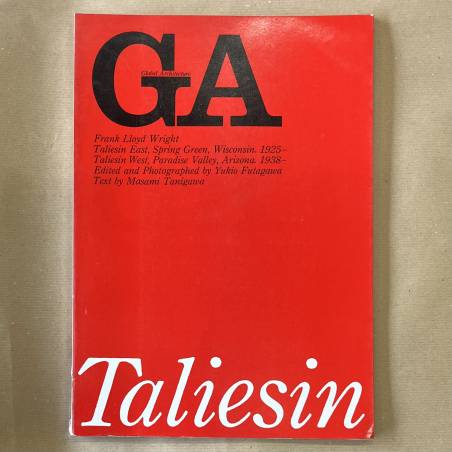 GA
Global Architecture
Frank Lloyd Wright
Taliesin East, Spring Green, Wisconsin. 1925–
Taliesin West, Paradise Valley, Arizona. 1938–
Edited and Photographed by Yukio Futagawa
Text by Masami Tanigawa
Taliesin